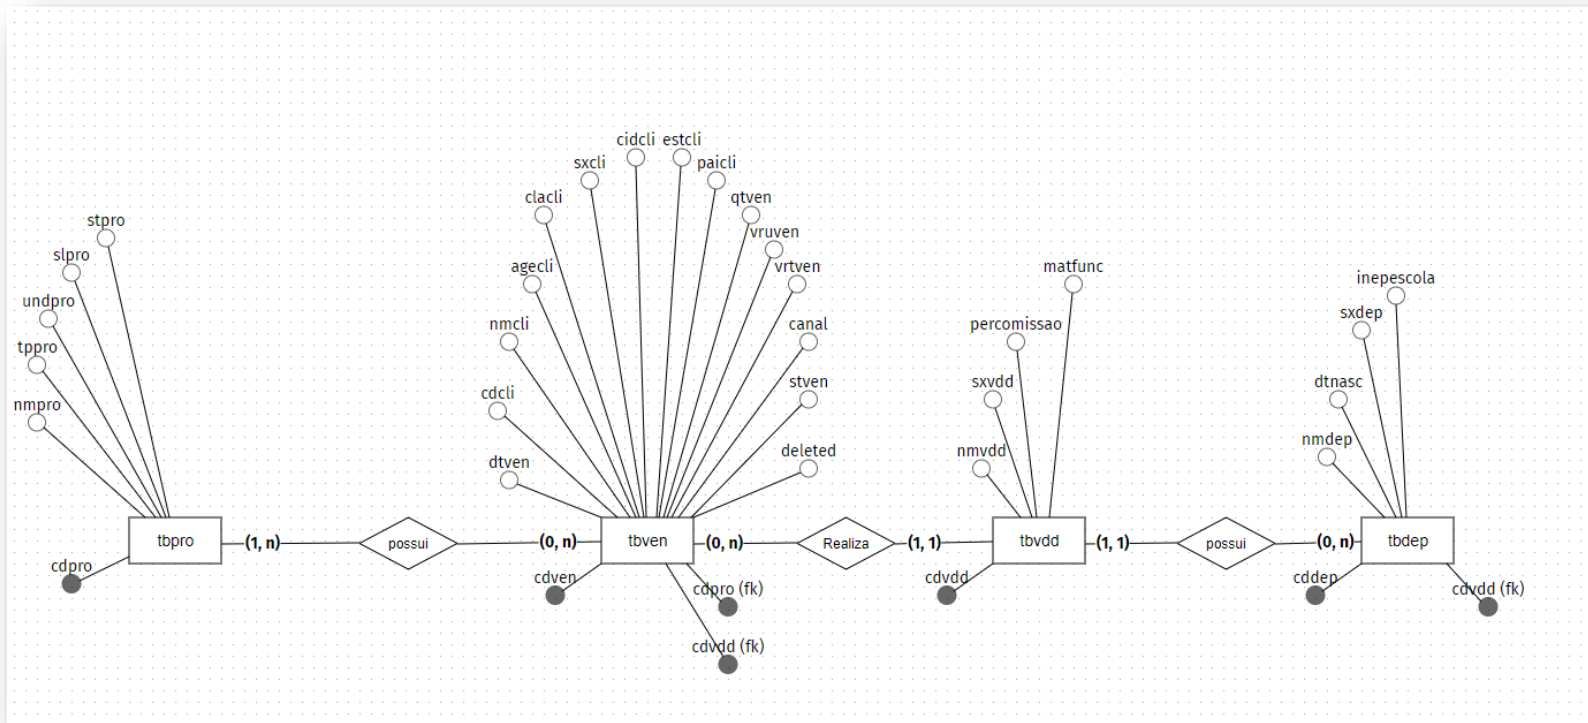 cidcli estcli
sxcli
paicli
clacli
qtven
stpro
vruven
slpro
agecli
vrtven
matfunc
inepescola
undpro
nmcli
canal
percomissao
sxdep
tppro
cdcli
stven
sxvdd
dtnasc
nmpro
dtven
deleted
nmvdd
nmdep
tbpro
(1, n)
possui
(0, n)
tbven
(0, n)
Realiza
(1, 1)
tbvdd
(1, 1)
possui
(0, n)
tbdep
cdpro
cdven
cdpro (fk)
cdvdd
cddep
cdvdd (fk)
cdvdd (fk)